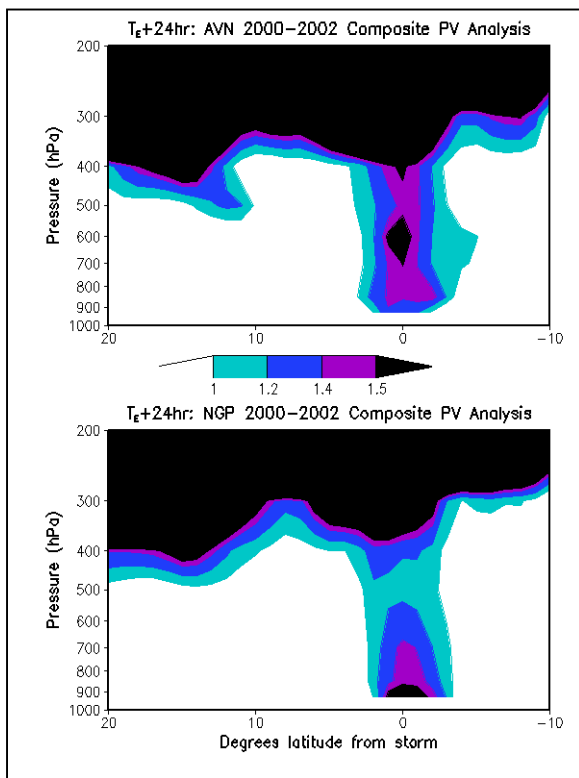 T_E+24hr: AVN 2000-2002 Composite PV Analysis
200
300
400
500
600
700
800
900
1000
Pressure (hPa)
20 10 0 -10
1 1.2 1.4 1.5
T_E+24hr: NGP 2000-2002 Composite PV Analysis
200
300
400
500
600
700
800
900
1000
Pressure (hPa)
20 10 0 -10
Degrees latitude from storm